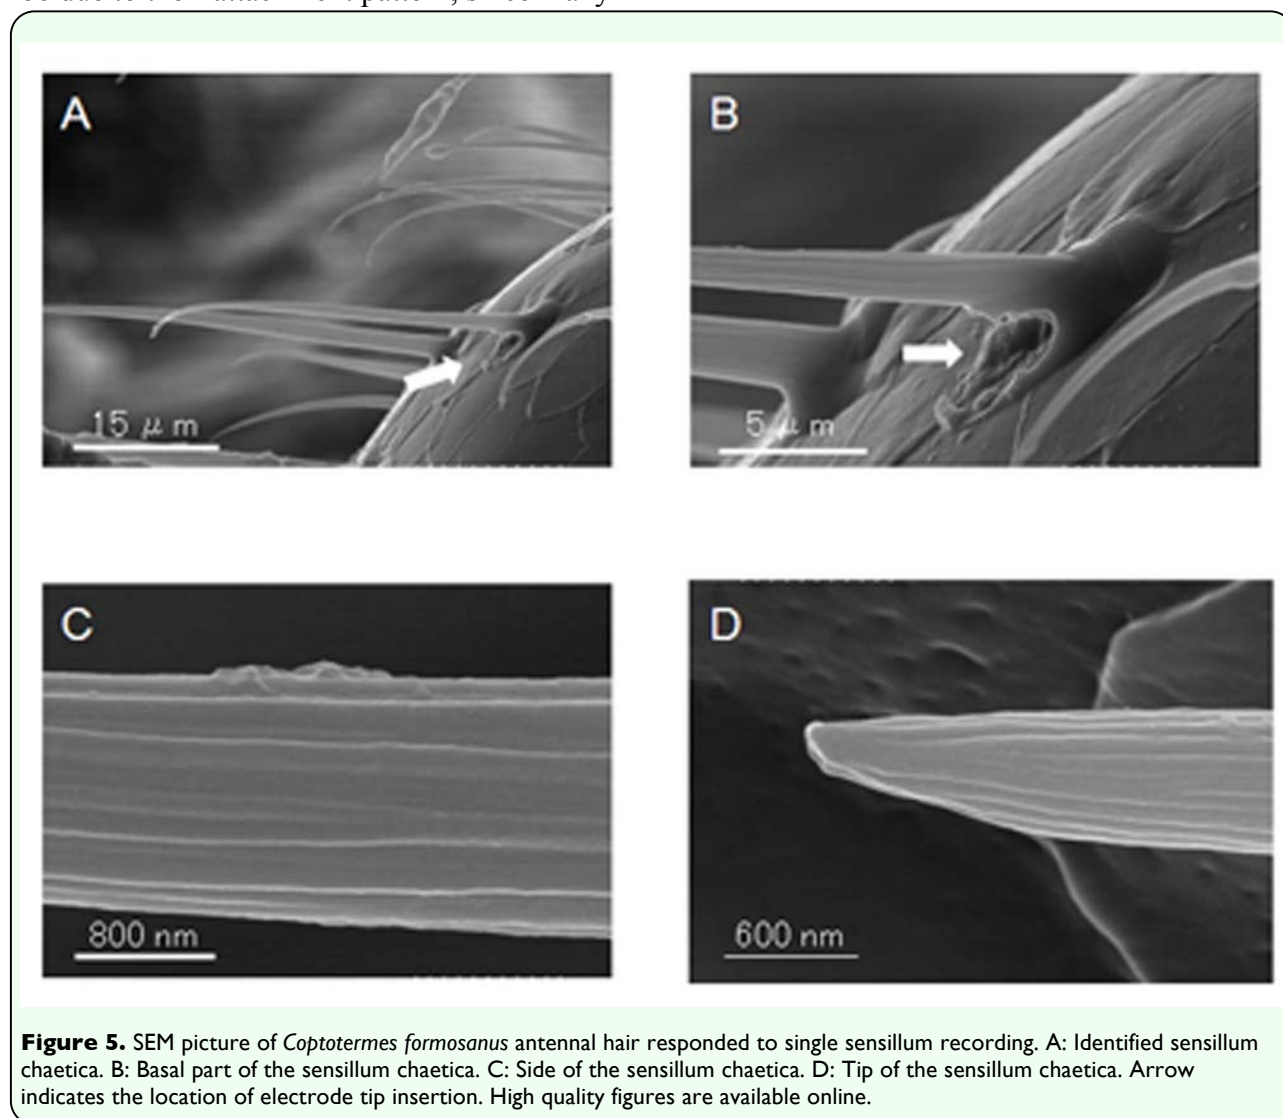 A
15 μm
B
5 μm
C
800 nm
D
600 nm
Figure 5. SEM picture of Coptotermes formosanus antennal hair responded to single sensillum recording. A: Identified sensillum
chaetica. B: Basal part of the sensillum chaetica. C: Side of the sensillum chaetica. D: Tip of the sensillum chaetica. Arrow
indicates the location of electrode tip insertion. High quality figures are available online.